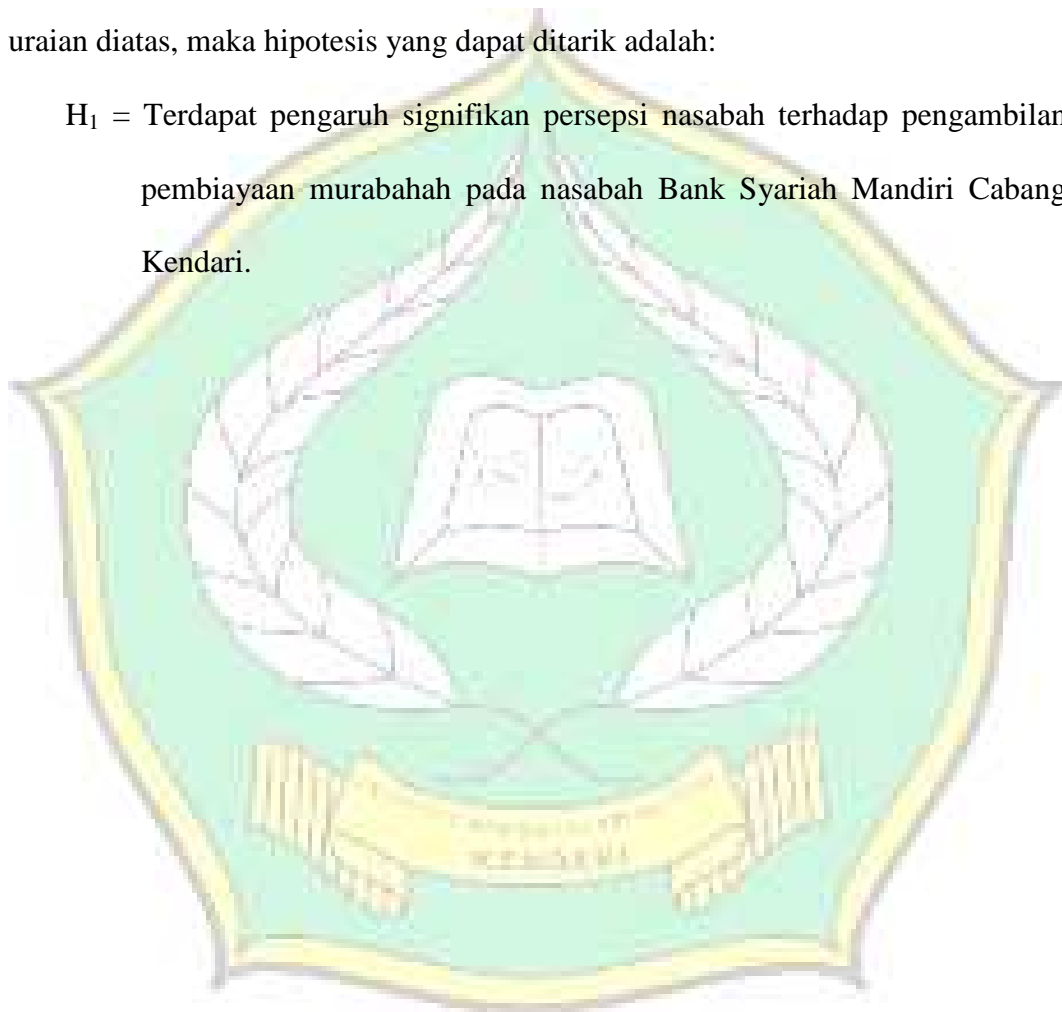 uraian diatas, maka hipotesis yang dapat ditarik adalah:
H₁ = Terdapat pengaruh signifikan persepsi nasabah terhadap pengambilan
pembiayaan murabahah pada nasabah Bank Syariah Mandiri Cabang
Kendari.
KENDARI